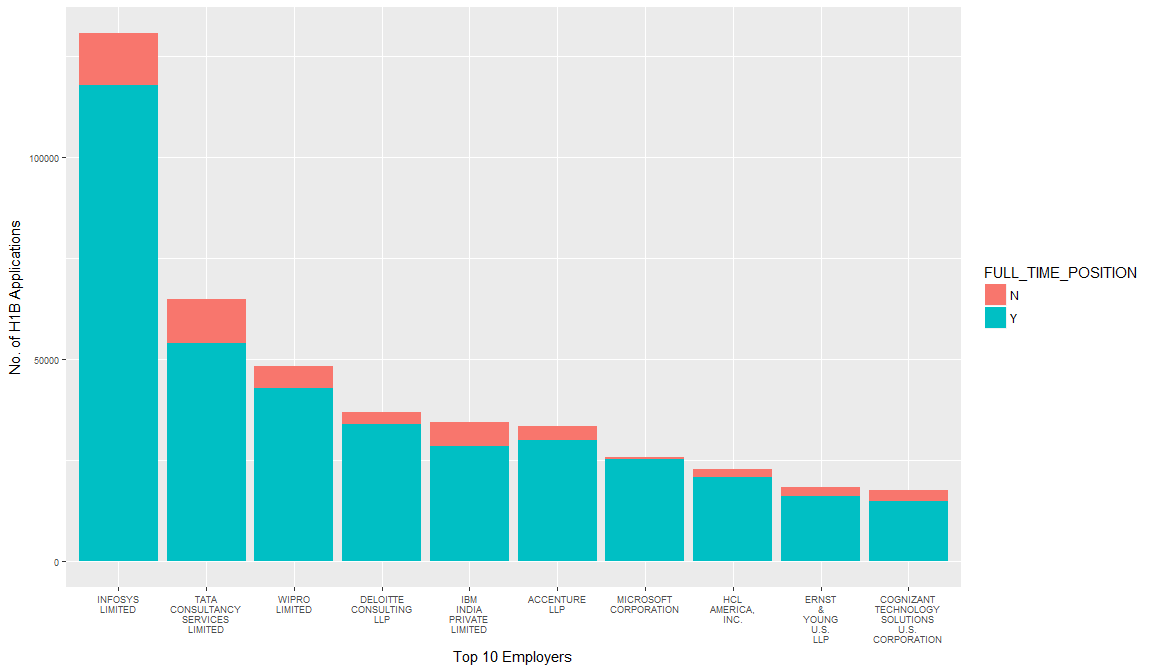 No. of H1B Applications
100000
50000
0
INFOSYS
LIMITED
TATA
CONSULTANCY
SERVICES
LIMITED
WIPRO
LIMITED
DELOITTE
CONSULTING
LLP
IBM
INDIA
PRIVATE
LIMITED
ACCENTURE
LLP
MICROSOFT
CORPORATION
HCL
AMERICA,
INC.
ERNST
&
YOUNG
U.S.
LLP
COGNIZANT
TECHNOLOGY
SOLUTIONS
U.S.
CORPORATION
Top 10 Employers
FULL_TIME_POSITION
N
Y